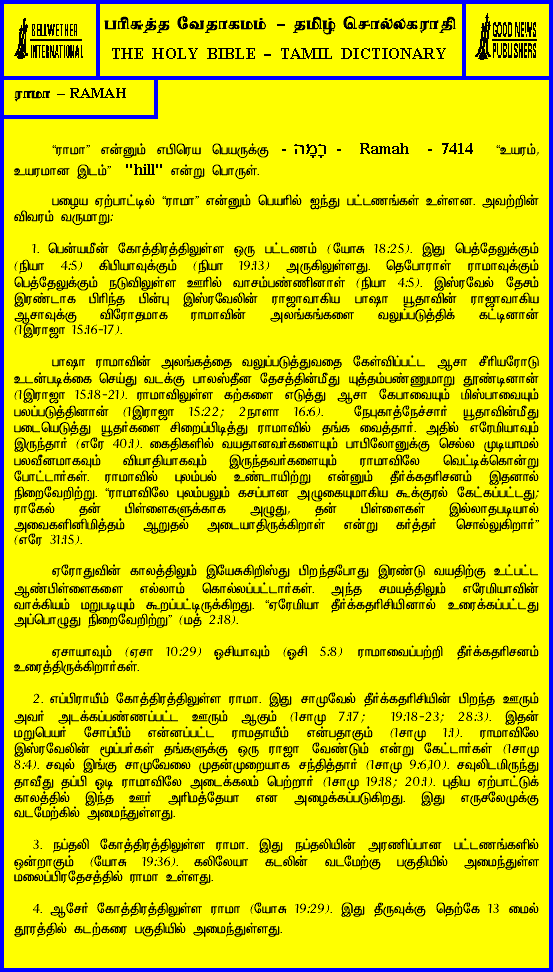 BELLWETHER
INTERNATIONAL
பரிசுத்த வேதாகமம் – தமிழ் சொல்லகராதி
THE HOLY BIBLE – TAMIL DICTIONARY
GOOD NEWS
PUBLISHERS
ராமா – RAMAH
“ராமா” என்னும் எபிரெய பெயருக்கு - רָמָה - Ramah - 7414 “உயரம்,
உயரமான இடம்” "hill" என்று பொருள்.
பழைய ஏற்பாட்டில் “ராமா” என்னும் பெயரில் ஐந்து பட்டணங்கள் உள்ளன. அவற்றின்
விவரம் வருமாறு;
1. பென்யமீன் கோத்திரத்திலுள்ள ஒரு பட்டணம் (யோசு 18:25). இது பெத்தேலுக்கும்
(நியா 4:5) கிபியாவுக்கும் (நியா 19:13) அருகிலுள்ளது. தெபோராள் ராமாவுக்கும்
பெத்தேலுக்கும் நடுவிலுள்ள ஊரில் வாசம்பண்ணினாள் (நியா 4:5). இஸ்ரவேல் தேசம்
இரண்டாக பிரிந்த பின்பு இஸ்ரவேலின் ராஜாவாகிய பாஷா யூதாவின் ராஜாவாகிய
ஆசாவுக்கு விரோதமாக ராமாவின் அலங்கங்களை வலுப்படுத்திக் கட்டினான்
(1இராஜா 15:16-17).
பாஷா ராமாவின் அலங்கத்தை வலுப்படுத்துவதை கேள்விப்பட்ட ஆசா சீரியரோடு
உடன்படிக்கை செய்து வடக்கு பாலஸ்தீன தேசத்தின்மீது யுத்தம்பண்ணுமாறு தூண்டினான்
(1இராஜா 15:18-21). ராமாவிலுள்ள கற்களை எடுத்து ஆசா கேபாவையும் மிஸ்பாவையும்
பலப்படுத்தினான் (1இராஜா 15:22; 2நாளா 16:6). நேபுகாத்நேச்சார் யூதாவின்மீது
படையெடுத்து யூதர்களை சிறைப்பிடித்து ராமாவில் தங்க வைத்தார். அதில் எரேமியாவும்
இருந்தார் (எரே 40:1). கைதிகளில் வயதானவர்களையும் பாபிலோனுக்கு செல்ல முடியாமல்
பலவீனமாகவும் வியாதியாகவும் இருந்தவர்களையும் ராமாவிலே வெட்டிக்கொன்று
போட்டார்கள். ராமாவில் புலம்பல் உண்டாயிற்று என்னும் தீர்க்கதரிசனம் இதனால்
நிறைவேறிற்று. “ராமாவிலே புலம்பலும் கசப்பான அழுகையுமாகிய கூக்குரல் கேட்கப்பட்டது;
ராகேல் தன் பிள்ளைகளுக்காக அழுது, தன் பிள்ளைகள் இல்லாதபடியால்
அவைகளினிமித்தம் ஆறுதல் அடையாதிருக்கிறாள் என்று கர்த்தர் சொல்லுகிறார்”
(எரே 31:15).
ஏரோதுவின் காலத்திலும் இயேசுகிறிஸ்து பிறந்தபோது இரண்டு வயதிற்கு உட்பட்ட
ஆண்பிள்ளைகளை எல்லாம் கொல்லப்பட்டார்கள். அந்த சமயத்திலும் எரேமியாவின்
வாக்கியம் மறுபடியும் கூறப்பட்டிருக்கிறது. “ஏரேமியா தீர்க்கதரிசியினால் உரைக்கப்பட்டது
அப்பொழுது நிறைவேறிற்று” (மத் 2:18).
ஏசாயாவும் (ஏசா 10:29) ஓசியாவும் (ஓசி 5:8) ராமாவைப்பற்றி தீர்க்கதரிசனம்
உரைத்திருக்கிறார்கள்.
2. எப்பிராயீம் கோத்திரத்திலுள்ள ராமா. இது சாமுவேல் தீர்க்கதரிசியின் பிறந்த ஊரும்
அவர் அடக்கப்பண்ணப்பட்ட ஊரும் ஆகும் (1சாமு 7:17; 19:18-23; 28:3). இதன்
மறுபெயர் சோப்பீம் என்னப்பட்ட ராமதாயீம் என்பதாகும் (1சாமு 1:1). ராமாவிலே
இஸ்ரவேலின் மூப்பர்கள் தங்களுக்கு ஒரு ராஜா வேண்டும் என்று கேட்டார்கள் (1சாமு
8:4). சவுல் இங்கு சாமுவேலை முதன்முறையாக சந்தித்தார் (1சாமு 9:6,10). சவுலிடமிருந்து
தாவீது தப்பி ஓடி ராமாவிலே அடைக்கலம் பெற்றார் (1சாமு 19:18; 20:1). புதிய ஏற்பாட்டுக்
காலத்தில் இந்த ஊர் அரிமத்தேயா என அழைக்கப்படுகிறது. இது எருசலேமுக்கு
வடமேற்கில் அமைந்துள்ளது.
3. நப்தலி கோத்திரத்திலுள்ள ராமா. இது நப்தலியின் அரணிப்பான பட்டணங்களில்
ஒன்றாகும் (யோசு 19:36). கலிலேயா கடலின் வடமேற்கு பகுதியில் அமைந்துள்ள
மலைப்பிரதேசத்தில் ராமா உள்ளது.
4. ஆசேர் கோத்திரத்திலுள்ள ராமா (யோசு 19:29). இது தீருவுக்கு தெற்கே 13 மைல்
தூரத்தில் கடற்கரை பகுதியில் அமைந்துள்ளது.